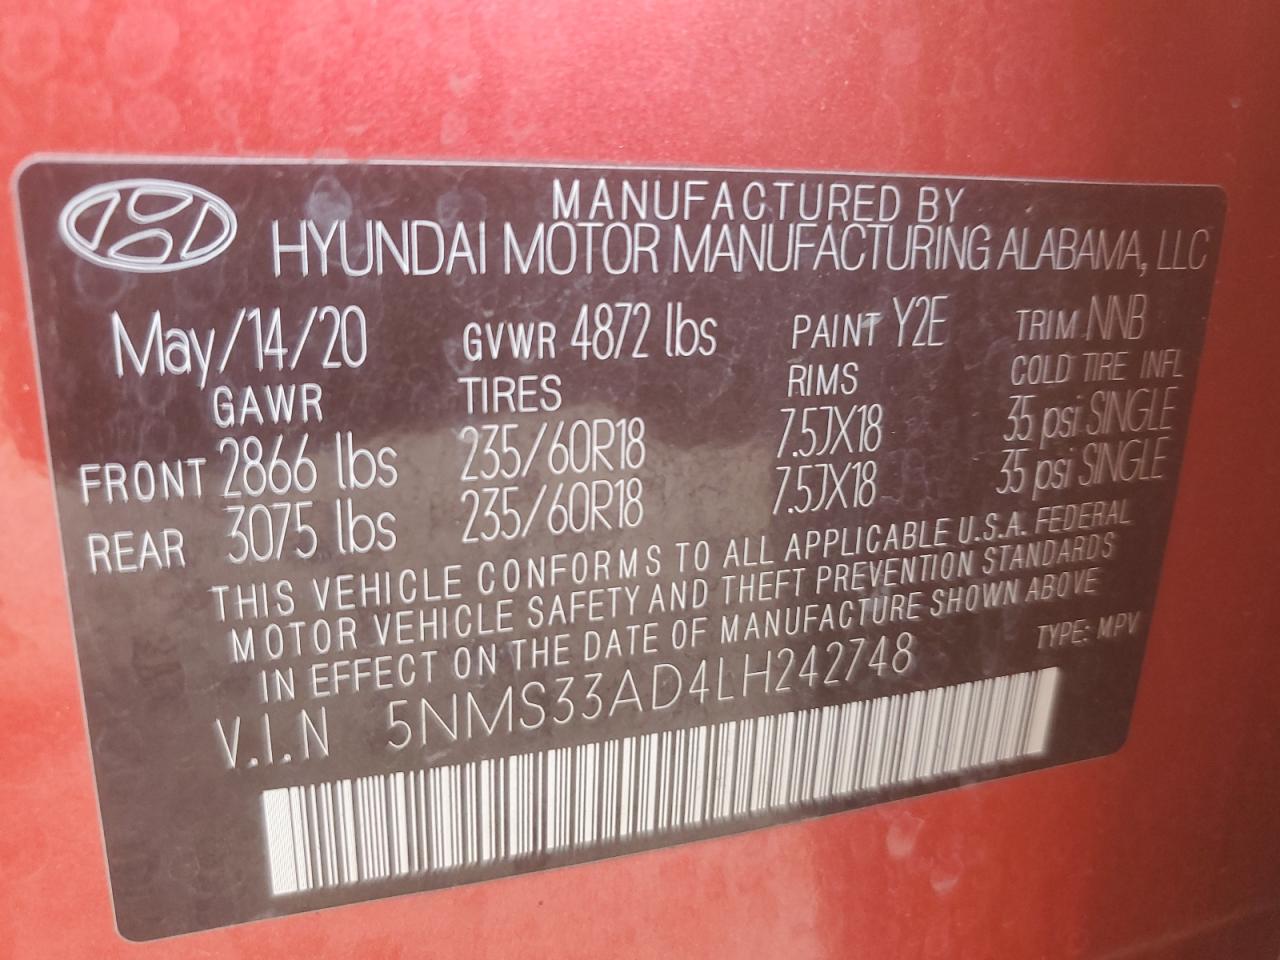 MANUFACTURED BY
HYUNDAI MOTOR MANUFACTURING ALABAMA, LLC
May/14/20 GVWR 4872 lbs PAINT Y2E TRIM NNB
GAWR TIRES RIMS COLD TIRE INFL
FRONT 2866 lbs 235/60R18 7.5JX18 35 psi SINGLE
REAR 3075 lbs 235/60R18 7.5JX18 35 psi SINGLE
THIS VEHICLE CONFORMS TO ALL APPLICABLE U.S.A. FEDERAL
MOTOR VEHICLE SAFETY AND THEFT PREVENTION STANDARDS
IN EFFECT ON THE DATE OF MANUFACTURE SHOWN ABOVE
V.I.N 5NMS33AD4LH242748 TYPE: MPV